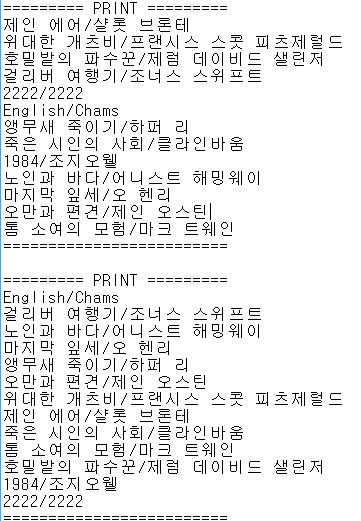 ========= PRINT =========
제인 에어/샬롯 브론테
위대한 개츠비/프랜시스 스콧 피츠제럴드
호밀밭의 파수꾼/제럼 데이비드 샐린저
걸리버 여행기/조너스 스위프트
2222/2222
English/Chams
앵무새 죽이기/하퍼 리
죽은 시인의 사회/클라인바움
1984/조지오웰
노인과 바다/어니스트 해밍웨이
마지막 잎세/오 헨리
오만과 편견/제인 오스틴
톰 소여의 모험/마크 트웨인
=========================
========= PRINT =========
English/Chams
걸리버 여행기/조너스 스위프트
노인과 바다/어니스트 해밍웨이
마지막 잎세/오 헨리
앵무새 죽이기/하퍼 리
오만과 편견/제인 오스틴
위대한 개츠비/프랜시스 스콧 피츠제럴드
제인 에어/샬롯 브론테
죽은 시인의 사회/클라인바움
톰 소여의 모험/마크 트웨인
호밀밭의 파수꾼/제럼 데이비드 샐린저
1984/조지오웰
2222/2222
=========================